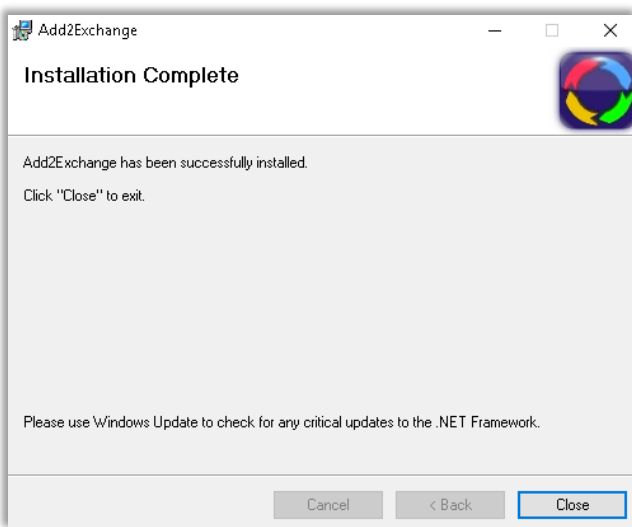 Add2Exchange
Installation Complete
Add2Exchange has been successfully installed.
Click "Close" to exit.
Please use Windows Update to check for any critical updates to the .NET Framework.
Cancel
< Back
Close